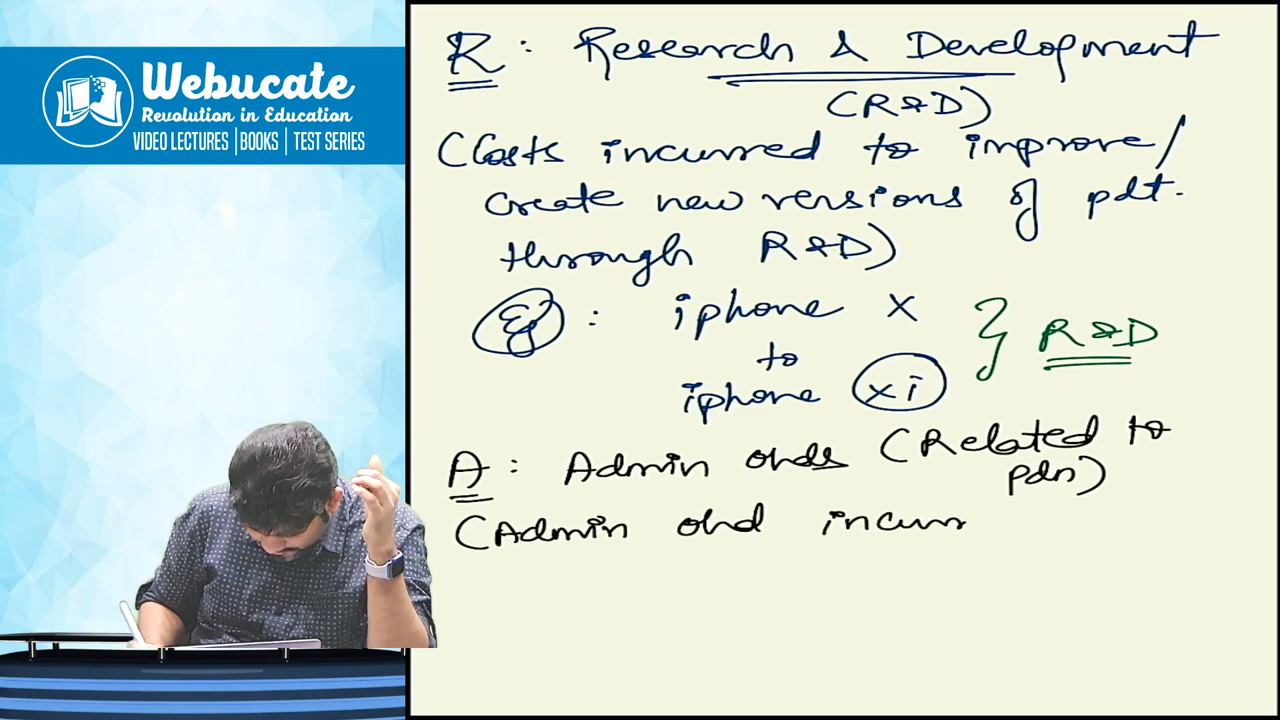 Webucate
Revolution in Education
VIDEO LECTURES | BOOKS | TEST SERIES
R : Research & Development
(R&D)
(Costs incurred to improve/
create new versions of pdt.
through R&D)
Eg : iphone X
to
iphone xi
} R&D
A : Admin ohds (Related to
pdn)
(Admin ohd incurr